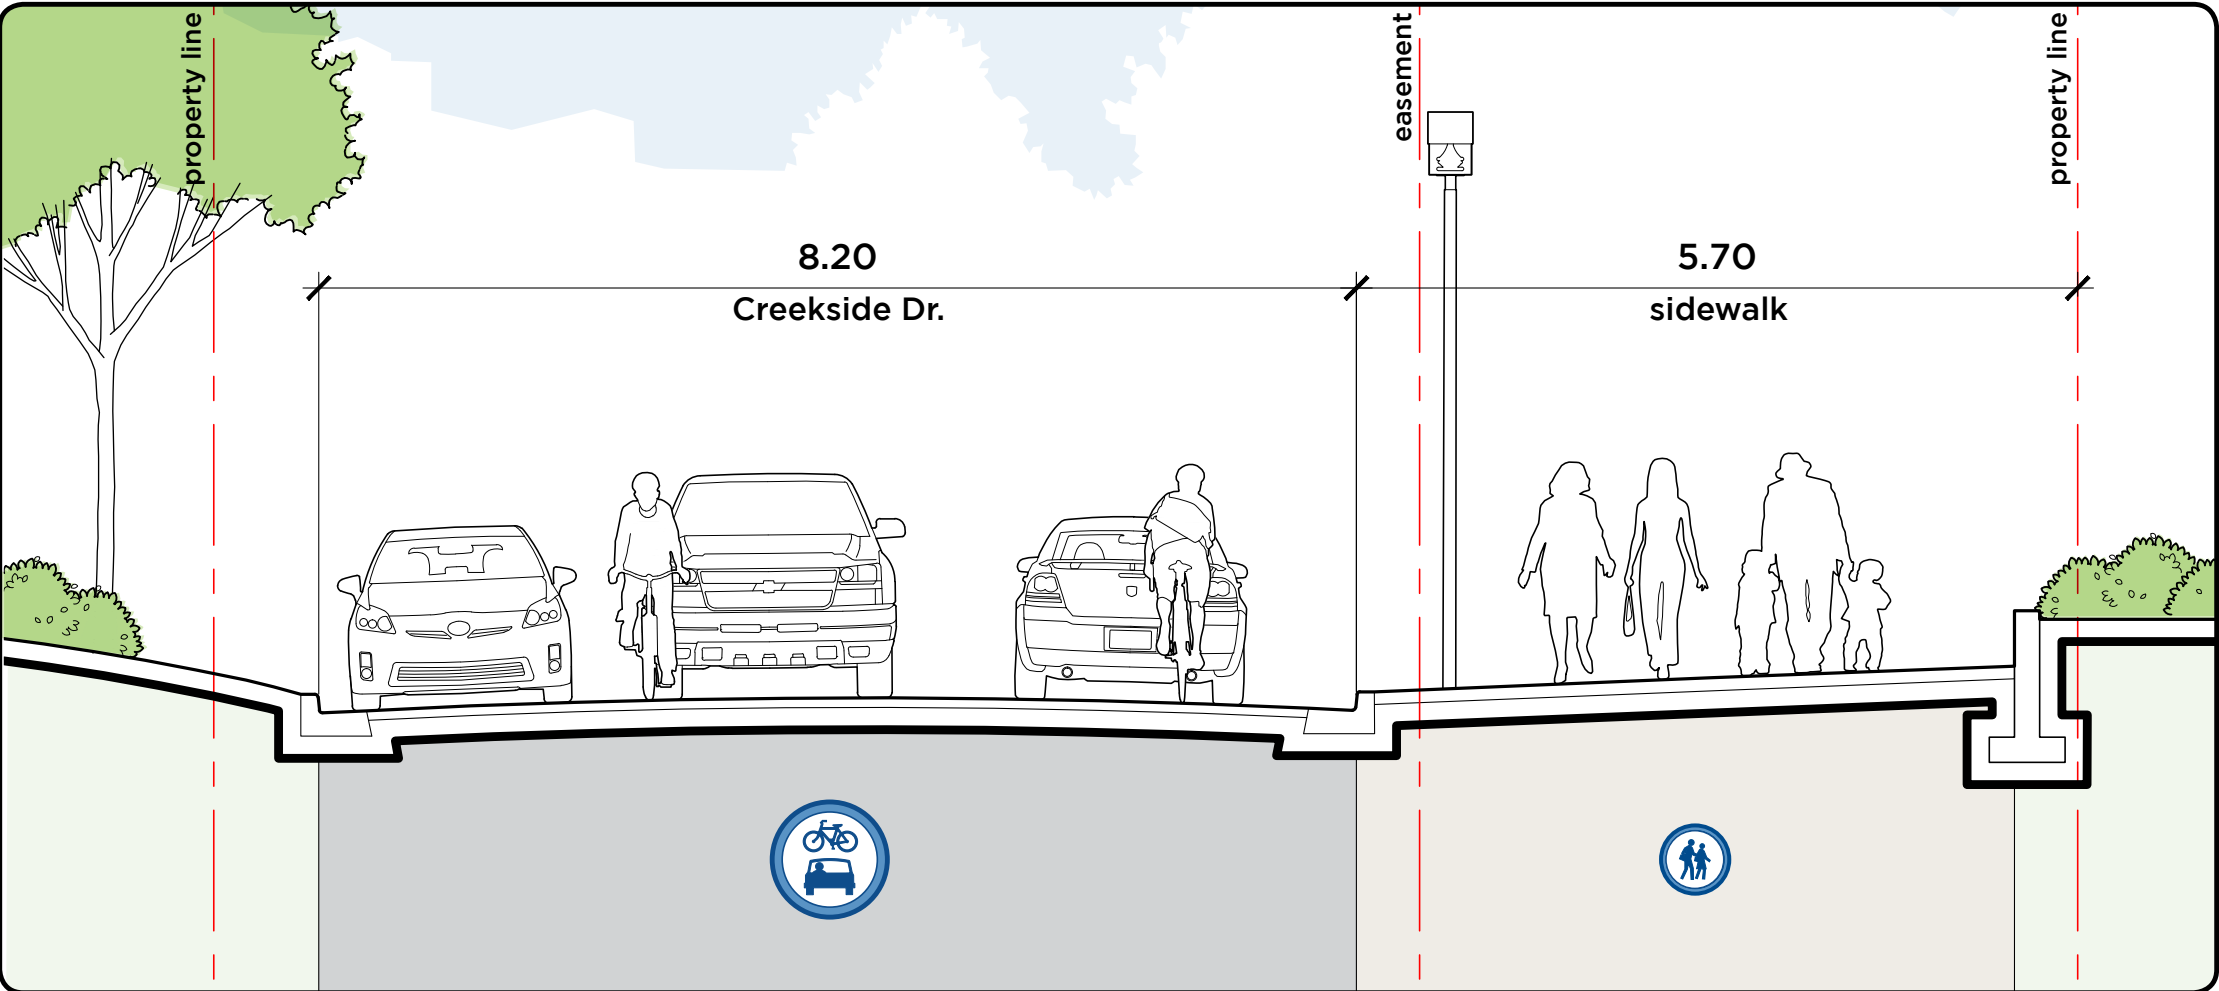 property line
easement
property line
8.20
Creekside Dr.
5.70
sidewalk